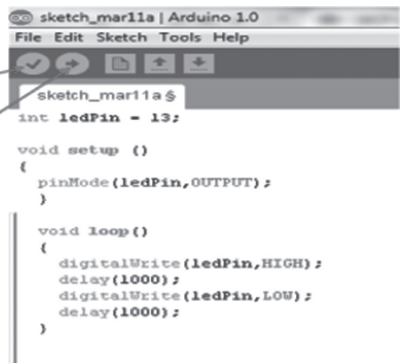 sketch_mar11a | Arduino 1.0
File Edit Sketch Tools Help
sketch_mar11a §
int ledPin = 13;
void setup ()
{
pinMode(ledPin,OUTPUT);
}
void loop()
{
digitalWrite(ledPin,HIGH);
delay(1000);
digitalWrite(ledPin,LOW);
delay(1000);
}